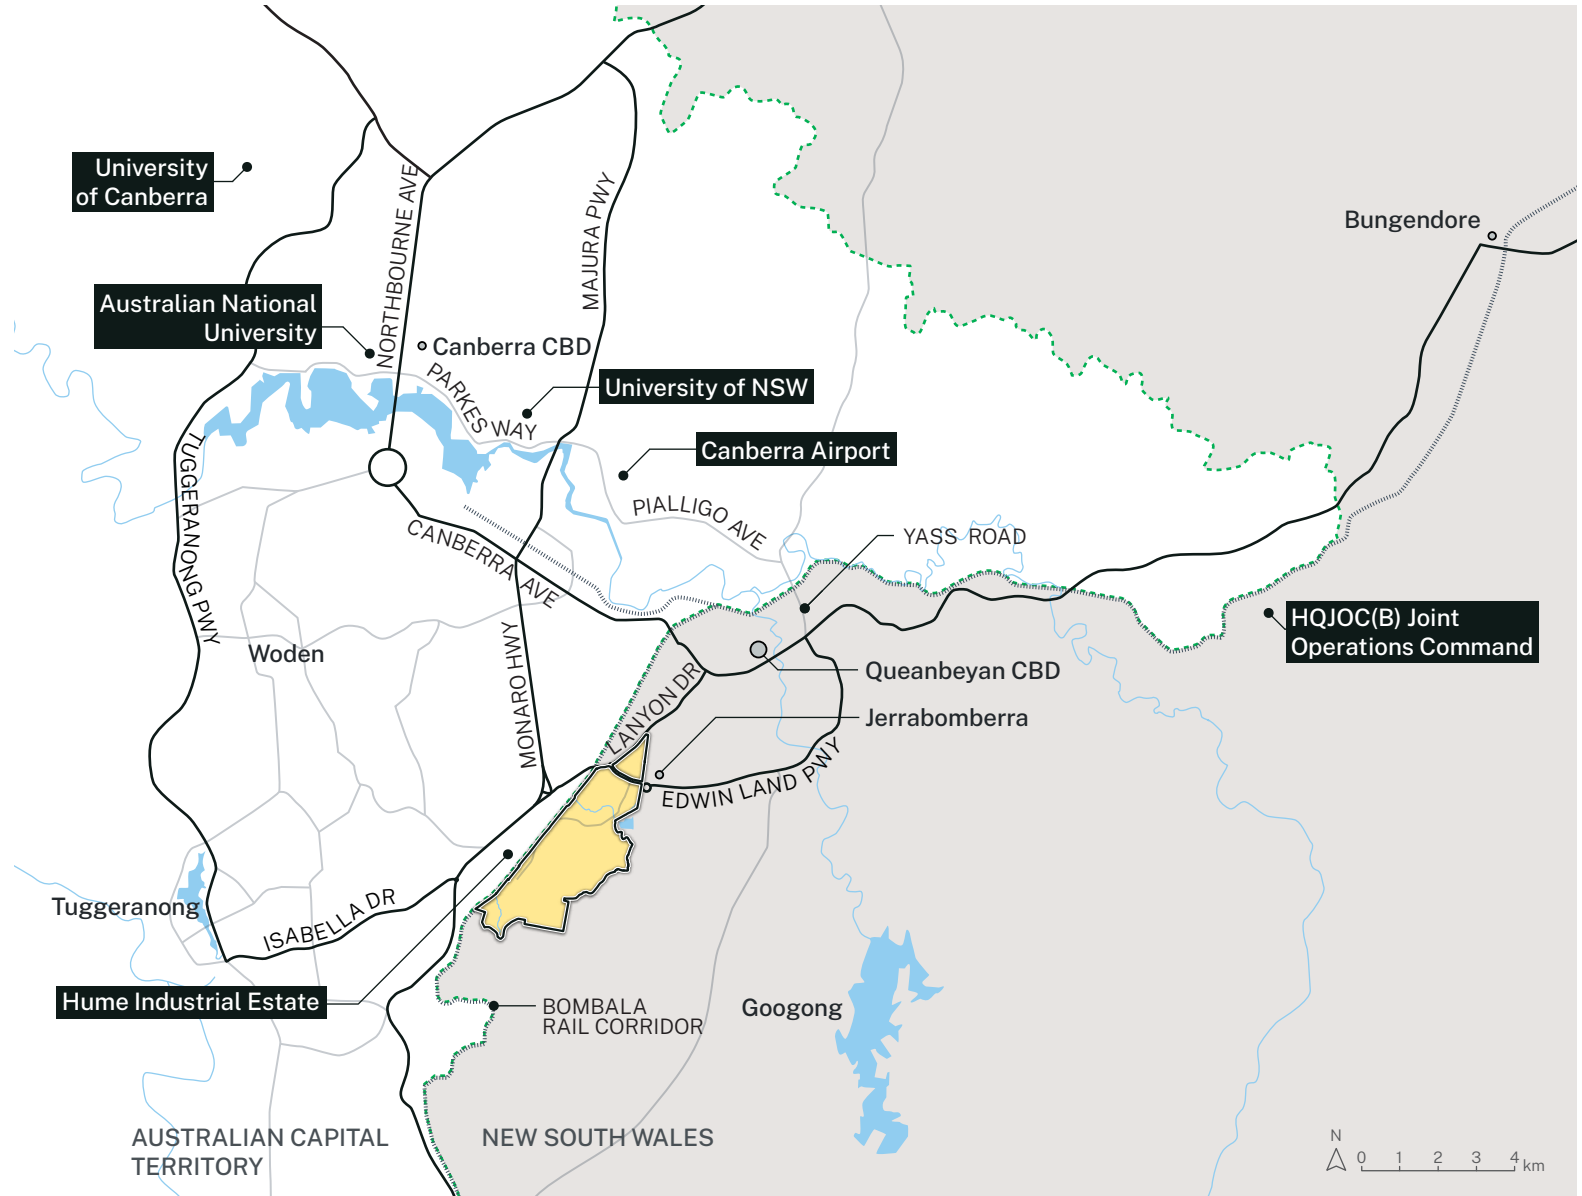 University
of Canberra
NORTHBOURNE AVE
MAJURA PWY
Bungendore
Australian National
University
Canberra CBD
PARKES WAY
University of NSW
Canberra Airport
TUGGERANONG PWY
PIALLIGO AVE
CANBERRA AVE
YASS ROAD
HQJOC(B) Joint
Operations Command
Woden
MONARO HWY
LANYON DR
Queanbeyan CBD
Jerrabomberra
EDWIN LAND PWY
Tuggeranong
ISABELLA DR
Hume Industrial Estate
BOMBALA
RAIL CORRIDOR
Googong
AUSTRALIAN CAPITAL
TERRITORY
NEW SOUTH WALES
N
0 1 2 3 4 km